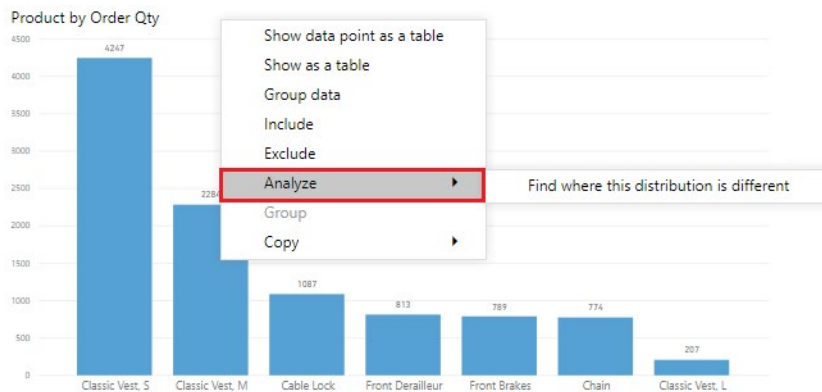 Product by Order Qty
4500
4247
4000
3500
3000
2500
2284
2000
1500
1087
1000
813
789
774
500
207
0
Classic Vest, S
Classic Vest, M
Cable Lock
Front Derailleur
Front Brakes
Chain
Classic Vest, L
Show data point as a table
Show as a table
Group data
Include
Exclude
Analyze
Find where this distribution is different
Group
Copy